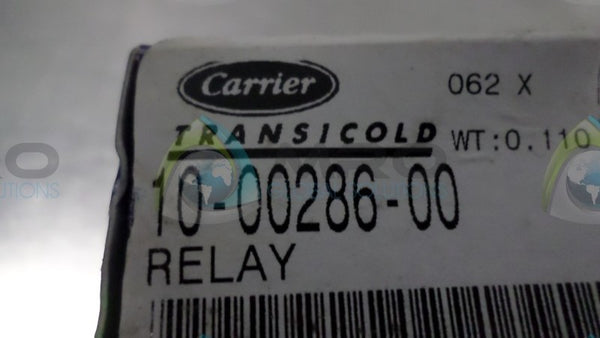 Carrier
062 X
TRANSICOLD WT:0.110
10-00286-00
RELAY